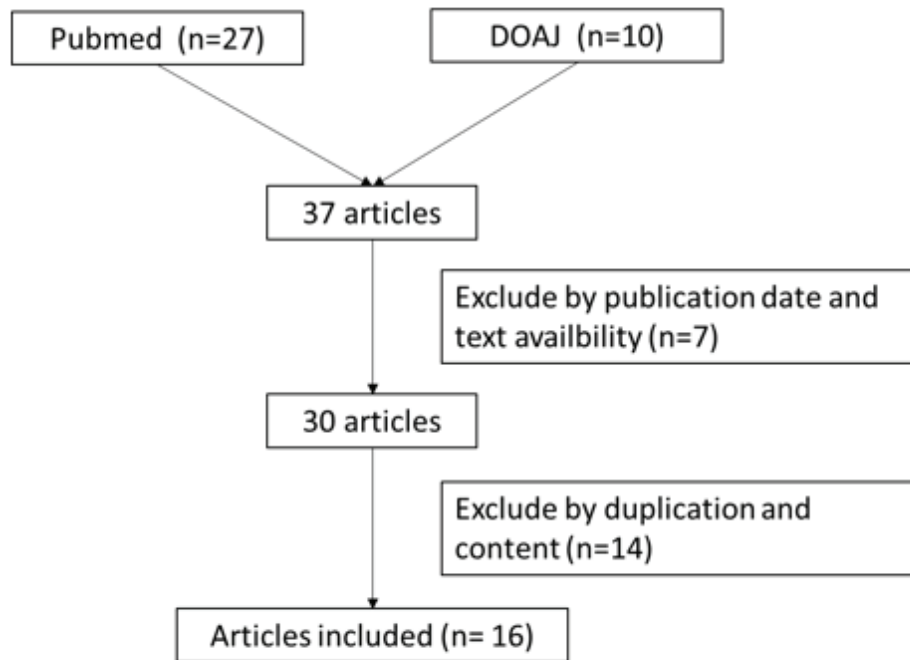 Pubmed (n=27)
DOAJ (n=10)
37 articles
Exclude by publication date and
text availbility (n=7)
30 articles
Exclude by duplication and
content (n=14)
Articles included (n= 16)